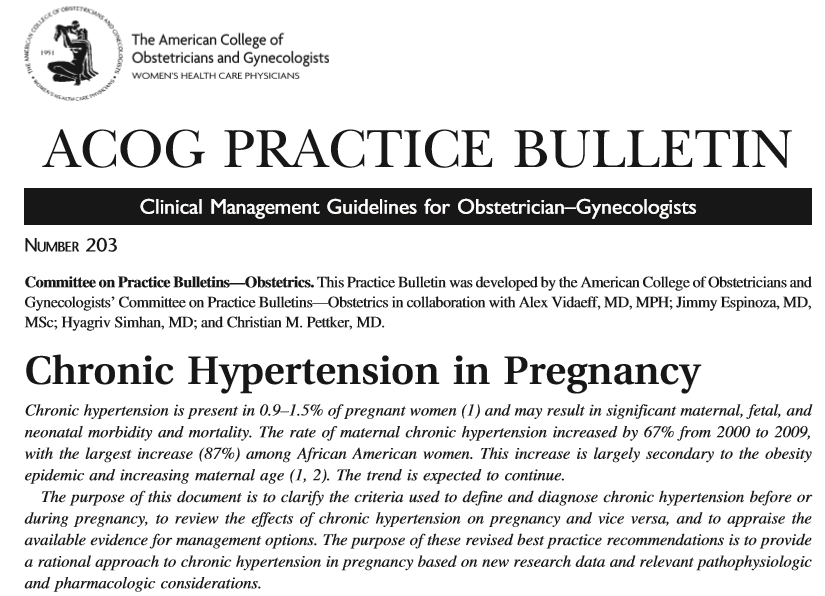 THE AMERICAN COLLEGE OF OBSTETRICIANS AND GYNECOLOGISTS
1951
WOMEN'S HEALTH CARE PHYSICIANS
The American College of
Obstetricians and Gynecologists
WOMEN'S HEALTH CARE PHYSICIANS
ACOG PRACTICE BULLETIN
Clinical Management Guidelines for Obstetrician–Gynecologists
NUMBER 203
Committee on Practice Bulletins—Obstetrics. This Practice Bulletin was developed by the American College of Obstetricians and
Gynecologists' Committee on Practice Bulletins—Obstetrics in collaboration with Alex Vidaeff, MD, MPH; Jimmy Espinoza, MD,
MSc; Hyagriv Simhan, MD; and Christian M. Pettker, MD.
Chronic Hypertension in Pregnancy
Chronic hypertension is present in 0.9–1.5% of pregnant women (1) and may result in significant maternal, fetal, and
neonatal morbidity and mortality. The rate of maternal chronic hypertension increased by 67% from 2000 to 2009,
with the largest increase (87%) among African American women. This increase is largely secondary to the obesity
epidemic and increasing maternal age (1, 2). The trend is expected to continue.
The purpose of this document is to clarify the criteria used to define and diagnose chronic hypertension before or
during pregnancy, to review the effects of chronic hypertension on pregnancy and vice versa, and to appraise the
available evidence for management options. The purpose of these revised best practice recommendations is to provide
a rational approach to chronic hypertension in pregnancy based on new research data and relevant pathophysiologic
and pharmacologic considerations.